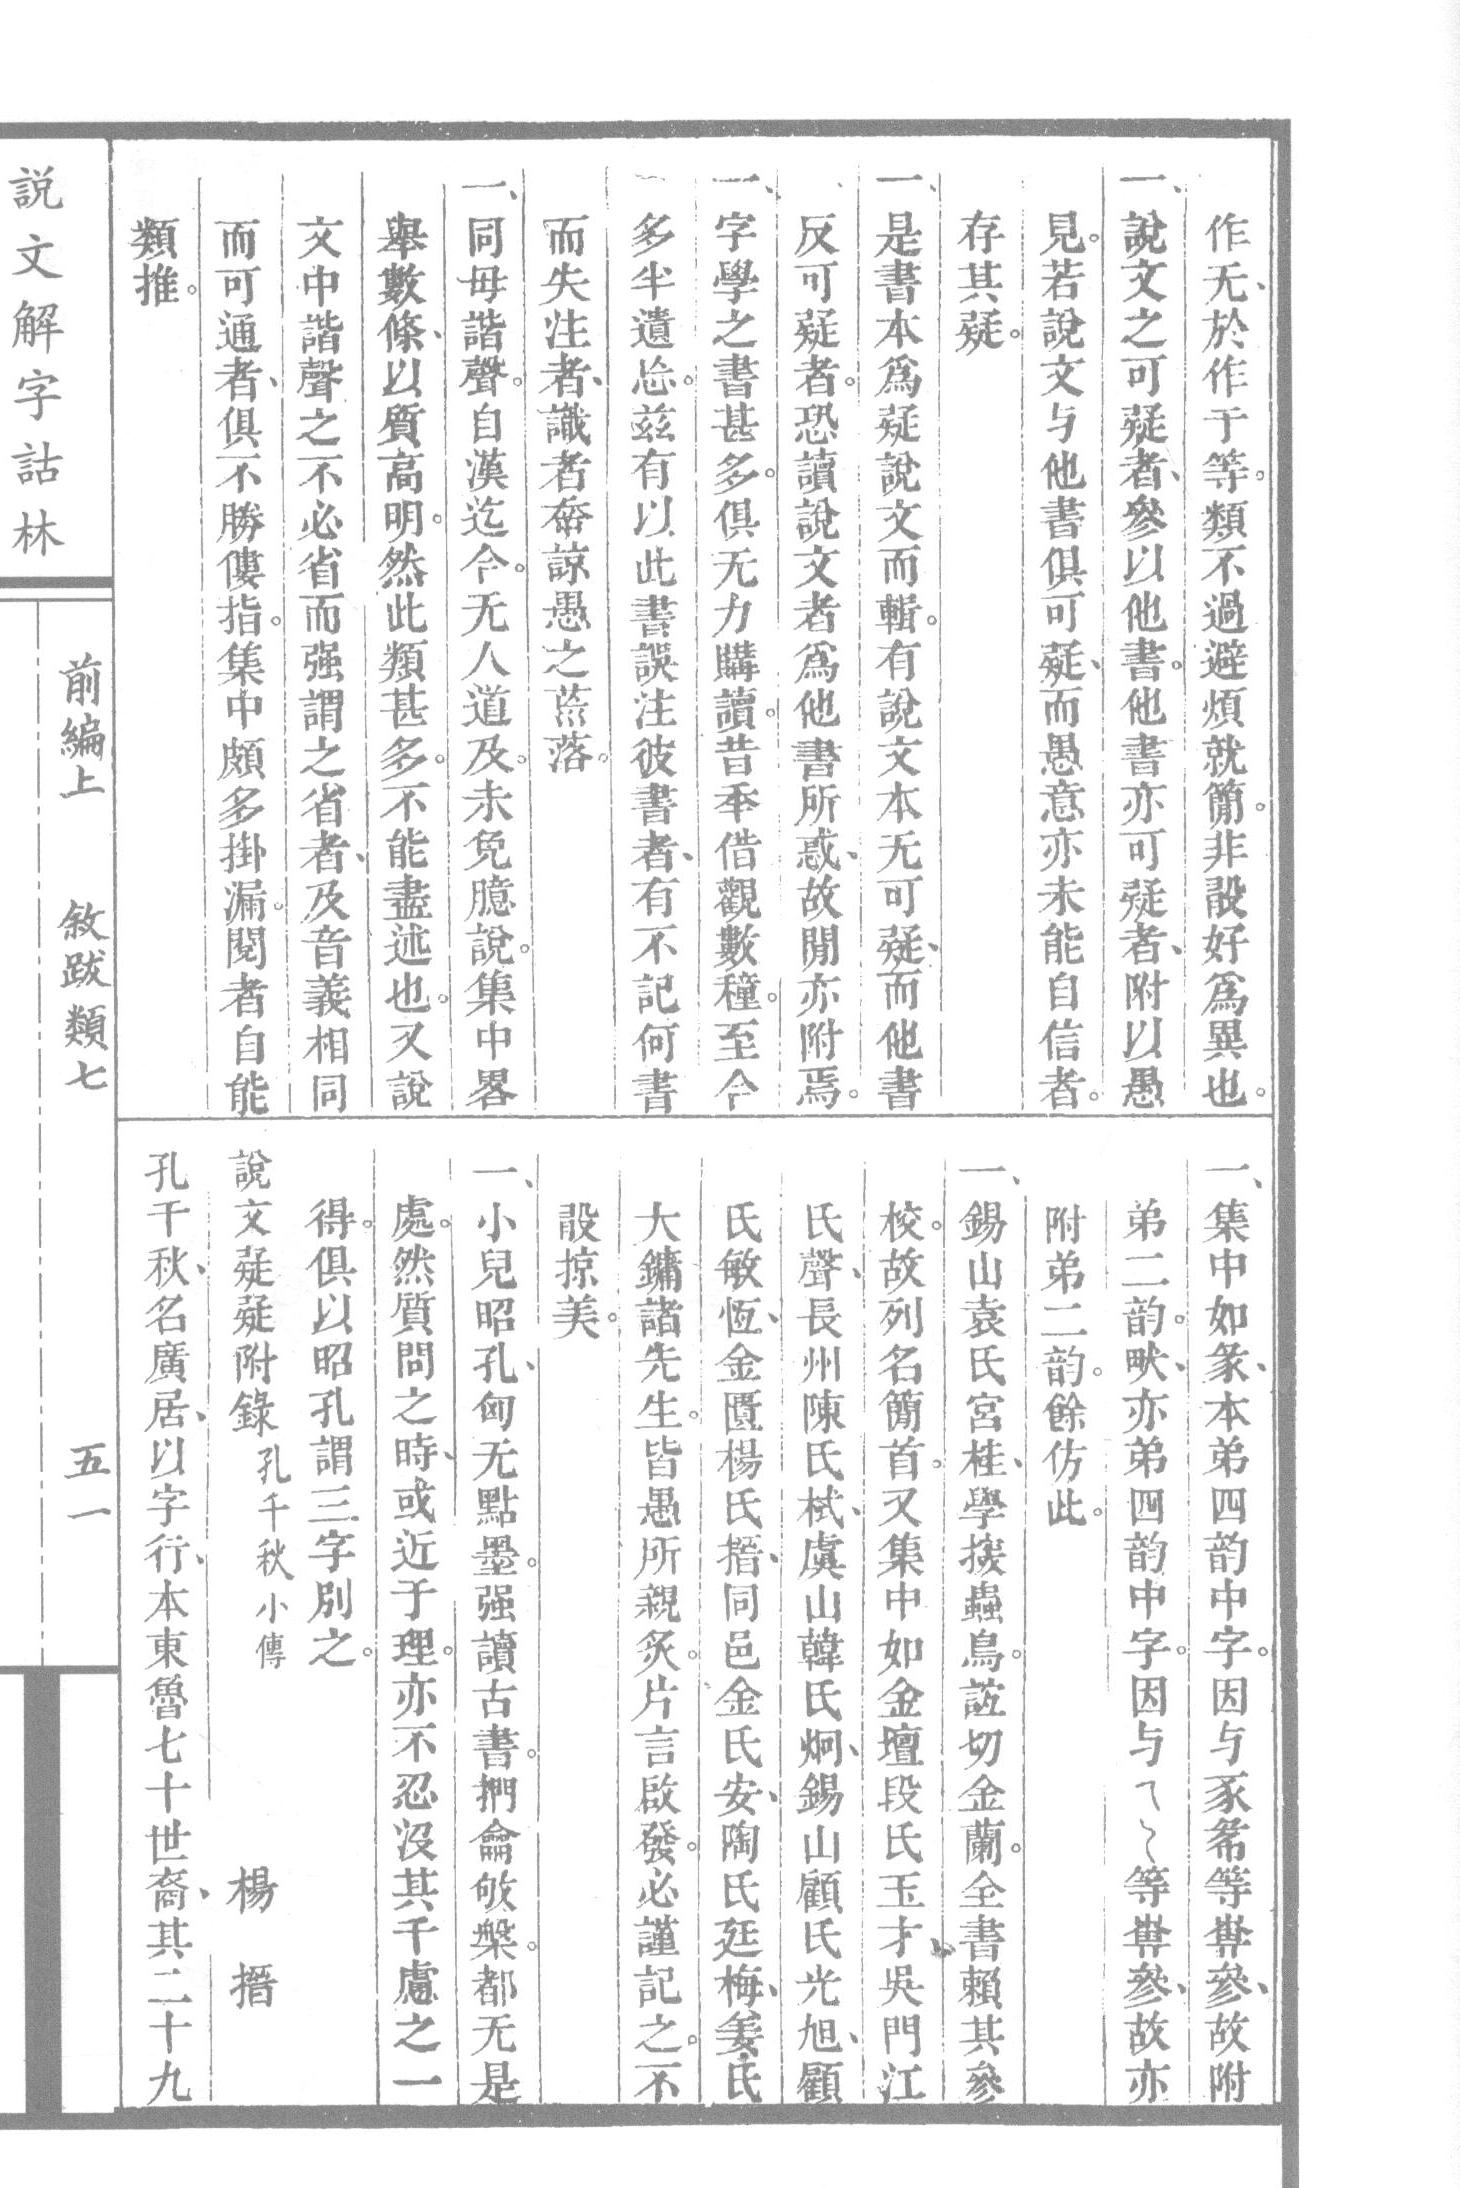 作无、於作于等。類不過避煩就簡。非設好爲異也。
一、說文之可疑者、參以他書。他書亦可疑者、附以愚
見。若說文与他書俱可疑、而愚意亦未能自信者。
存其疑。
一、是書本爲疑說文而輯。有說文本无可疑、而他書
反可疑者。恐讀說文者爲他書所惑、故閒亦附焉。
一、字學之書甚多。俱无力購讀。昔年借觀數種。至今
多半遺忘。茲有以此書誤注彼書者、有不記何書
而失注者、識者希諒愚之蒸落。
一、同母諧聲。自漢迄今。无人道及。未免臆說。集中畧
舉數條、以質高明。然此類甚多。不能盡述也。又說
文中諧聲之不必省而强謂之省者、及音義相同
而可通者、俱不勝僂指。集中頗多掛漏。閱者自能
類推。
一、集中如彖、本弟四韵中字。因与豕㣇等彙參、故附
弟二韵。畎、亦弟四韵中字。因与乀〈等彙參、故亦
附弟二韵。餘仿此。
一、錫山袁氏宮桂、學挨蟲鳥。誼切金蘭。全書賴其參
校。故列名簡首。又集中如金壇段氏玉才、吳門江
氏聲、長州陳氏栻、虞山韓氏炯、錫山顧氏光旭、顧
氏敏恆、金匱楊氏搢、同邑金氏安、陶氏廷梅、姜氏
大鏞諸先生。皆愚所親炙。片言啟發。必謹記之。不
設掠美。
一、小兒昭孔、匈无點墨。强讀古書。捫龠攸槃。都无是
處。然質問之時、或近于理。亦不忍沒其千慮之一
得。俱以昭孔謂三字別之。
說文疑疑附錄 孔千秋小傳 楊搢
孔千秋、名廣居、以字行、本東魯七十世裔、其二十九
說文解字詁林
前編上 敘跋類七 五一